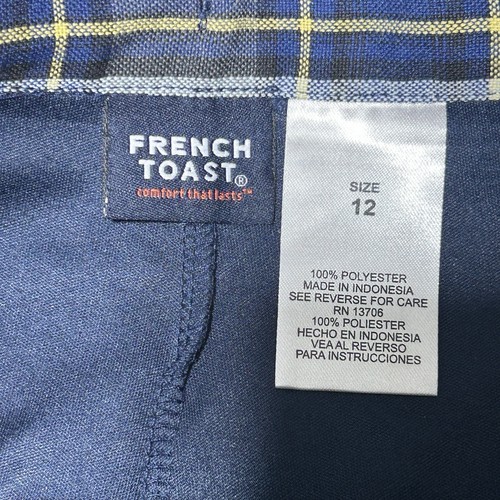 FRENCH
TOAST®
comfort that lasts™
SIZE
12
100% POLYESTER
MADE IN INDONESIA
SEE REVERSE FOR CARE
RN 13706
100% POLIESTER
HECHO EN INDONESIA
VEA AL REVERSO
PARA INSTRUCCIONES